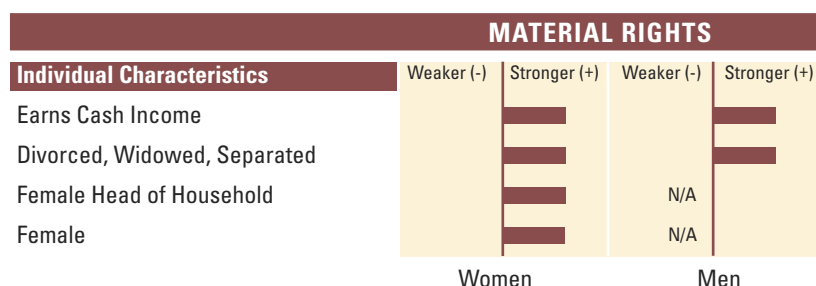 MATERIAL RIGHTS
Individual Characteristics Weaker (-) Stronger (+) Weaker (-) Stronger (+)
Earns Cash Income
Divorced, Widowed, Separated
Female Head of Household N/A
Female N/A
Women Men